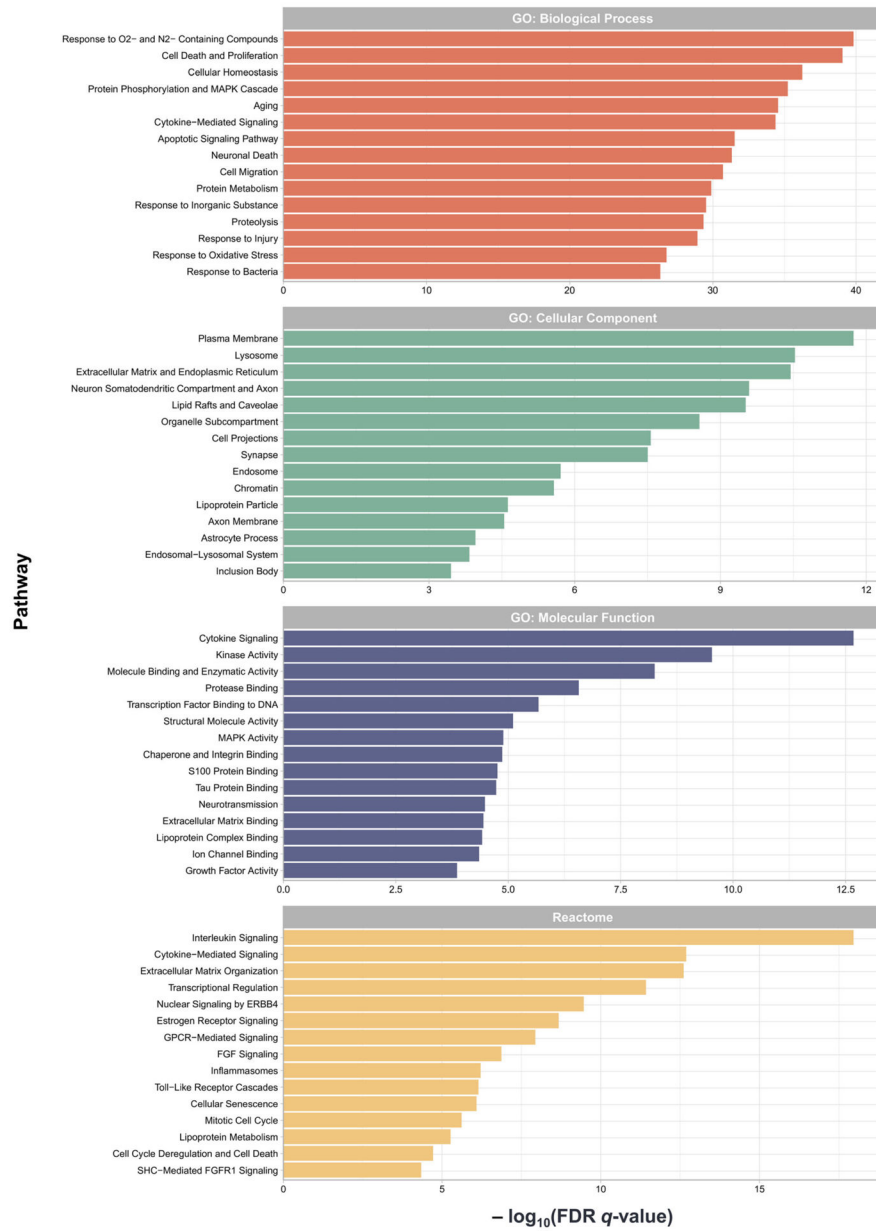 GO: Biological Process
Response to O2− and N2− Containing Compounds
Cell Death and Proliferation
Cellular Homeostasis
Protein Phosphorylation and MAPK Cascade
Aging
Cytokine−Mediated Signaling
Apoptotic Signaling Pathway
Neuronal Death
Cell Migration
Protein Metabolism
Response to Inorganic Substance
Proteolysis
Response to Injury
Response to Oxidative Stress
Response to Bacteria
0 10 20 30 40
GO: Cellular Component
Plasma Membrane
Lysosome
Extracellular Matrix and Endoplasmic Reticulum
Neuron Somatodendritic Compartment and Axon
Lipid Rafts and Caveolae
Organelle Subcompartment
Cell Projections
Synapse
Endosome
Chromatin
Lipoprotein Particle
Axon Membrane
Astrocyte Process
Endosomal−Lysosomal System
Inclusion Body
0 3 6 9 12
Pathway
GO: Molecular Function
Cytokine Signaling
Kinase Activity
Molecule Binding and Enzymatic Activity
Protease Binding
Transcription Factor Binding to DNA
Structural Molecule Activity
MAPK Activity
Chaperone and Integrin Binding
S100 Protein Binding
Tau Protein Binding
Neurotransmission
Extracellular Matrix Binding
Lipoprotein Complex Binding
Ion Channel Binding
Growth Factor Activity
0.0 2.5 5.0 7.5 10.0 12.5
Reactome
Interleukin Signaling
Cytokine−Mediated Signaling
Extracellular Matrix Organization
Transcriptional Regulation
Nuclear Signaling by ERBB4
Estrogen Receptor Signaling
GPCR−Mediated Signaling
FGF Signaling
Inflammasomes
Toll−Like Receptor Cascades
Cellular Senescence
Mitotic Cell Cycle
Lipoprotein Metabolism
Cell Cycle Deregulation and Cell Death
SHC−Mediated FGFR1 Signaling
0 5 10 15
− log₁₀(FDR q-value)